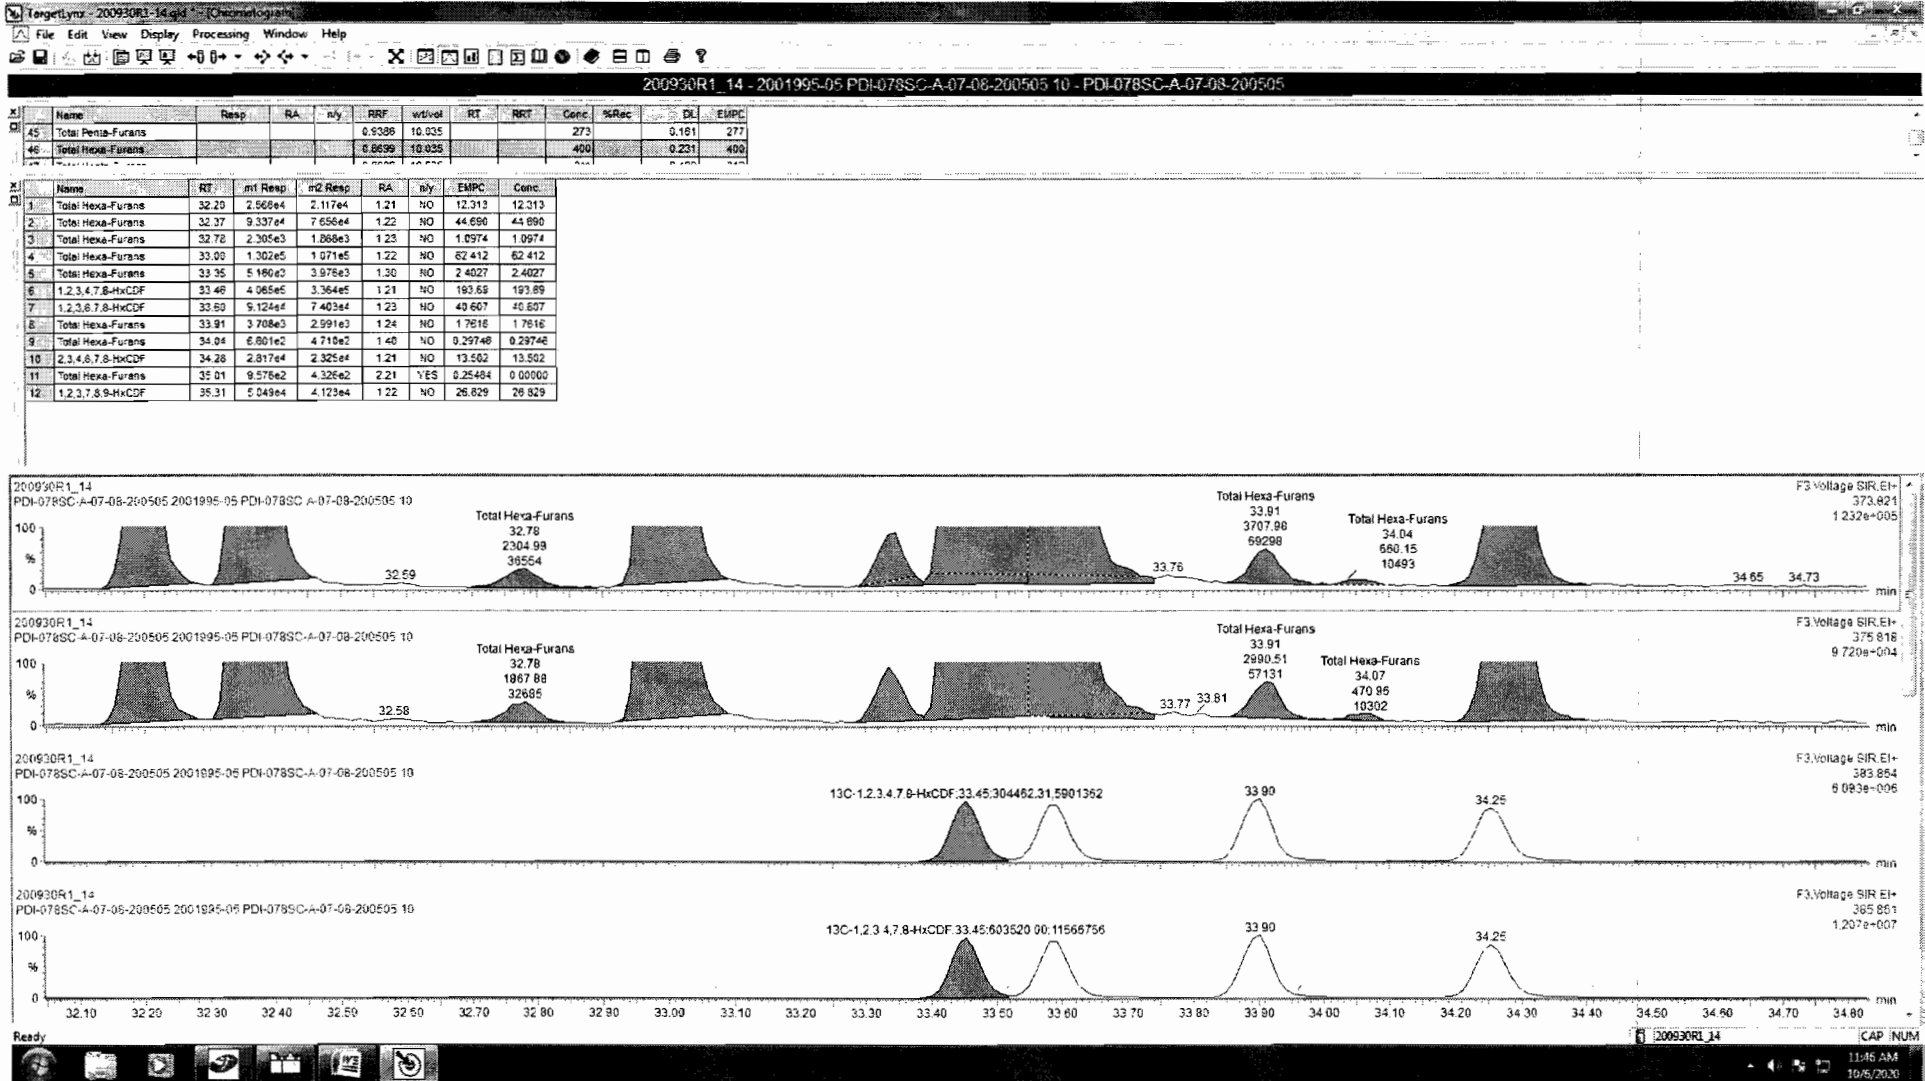 TargetLynx - 200930R1-14.qld * - [Chromatogram]
File Edit View Display Processing Window Help
200930R1_14 - 2001995-05 PDI-078SC-A-07-08-200505 10 - PDI-078SC-A-07-08-200505
Name Resp RA n/y RRF wt/vol RT RRT Conc. %Rec DL EMPC
45 Total Penta-Furans 0.9386 10.035 273 0.161 277
46 Total Hexa-Furans 0.8699 10.035 400 0.231 400
Name RT m1 Resp m2 Resp RA n/y EMPC Conc.
1 Total Hexa-Furans 32.20 2.568e4 2.117e4 1.21 NO 12.313 12.313
2 Total Hexa-Furans 32.37 9.337e4 7.656e4 1.22 NO 44.690 44.690
3 Total Hexa-Furans 32.78 2.305e3 1.868e3 1.23 NO 1.0974 1.0974
4 Total Hexa-Furans 33.00 1.302e5 1.071e5 1.22 NO 62.412 62.412
5 Total Hexa-Furans 33.35 5.160e3 3.976e3 1.30 NO 2.4027 2.4027
6 1,2,3,4,7,8-HxCDF 33.46 4.065e5 3.364e5 1.21 NO 193.69 193.69
7 1,2,3,6,7,8-HxCDF 33.60 9.124e4 7.403e4 1.23 NO 40.607 40.607
8 Total Hexa-Furans 33.91 3.708e3 2.991e3 1.24 NO 1.7616 1.7616
9 Total Hexa-Furans 34.04 6.601e2 4.710e2 1.40 NO 0.29746 0.29746
10 2,3,4,6,7,8-HxCDF 34.28 2.817e4 2.325e4 1.21 NO 13.502 13.502
11 Total Hexa-Furans 35.01 9.576e2 4.326e2 2.21 YES 0.25484 0.00000
12 1,2,3,7,8,9-HxCDF 35.31 5.049e4 4.123e4 1.22 NO 26.829 26.829
200930R1_14
PDI-078SC-A-07-08-200505 2001995-05 PDI-078SC-A-07-08-200505 10
F3:Voltage SIR,EI+
373.821
1.232e+005
Total Hexa-Furans
32.78
2304.99
36554
Total Hexa-Furans
33.91
3707.98
69298
Total Hexa-Furans
34.04
660.15
10493
32.59 33.76 34.65 34.73
100
%
0
min
200930R1_14
PDI-078SC-A-07-08-200505 2001995-05 PDI-078SC-A-07-08-200505 10
F3:Voltage SIR,EI+
375.818
9.720e+004
Total Hexa-Furans
32.78
1867.88
32685
Total Hexa-Furans
33.91
2990.51
57131
Total Hexa-Furans
34.07
470.96
10302
32.58 33.77 33.81
100
%
0
min
200930R1_14
PDI-078SC-A-07-08-200505 2001995-05 PDI-078SC-A-07-08-200505 10
F3:Voltage SIR,EI+
383.864
6.093e+006
13C-1,2,3,4,7,8-HxCDF;33.45;304462.31;5901362 33.90 34.25
100
%
0
min
200930R1_14
PDI-078SC-A-07-08-200505 2001995-05 PDI-078SC-A-07-08-200505 10
F3:Voltage SIR,EI+
385.861
1.207e+007
13C-1,2,3,4,7,8-HxCDF;33.45;603520.00;11566756 33.90 34.25
100
%
0
min
32.10 32.20 32.30 32.40 32.50 32.60 32.70 32.80 32.90 33.00 33.10 33.20 33.30 33.40 33.50 33.60 33.70 33.80 33.90 34.00 34.10 34.20 34.30 34.40 34.50 34.60 34.70 34.80
Ready 200930R1_14 CAP NUM
11:46 AM
10/6/2020